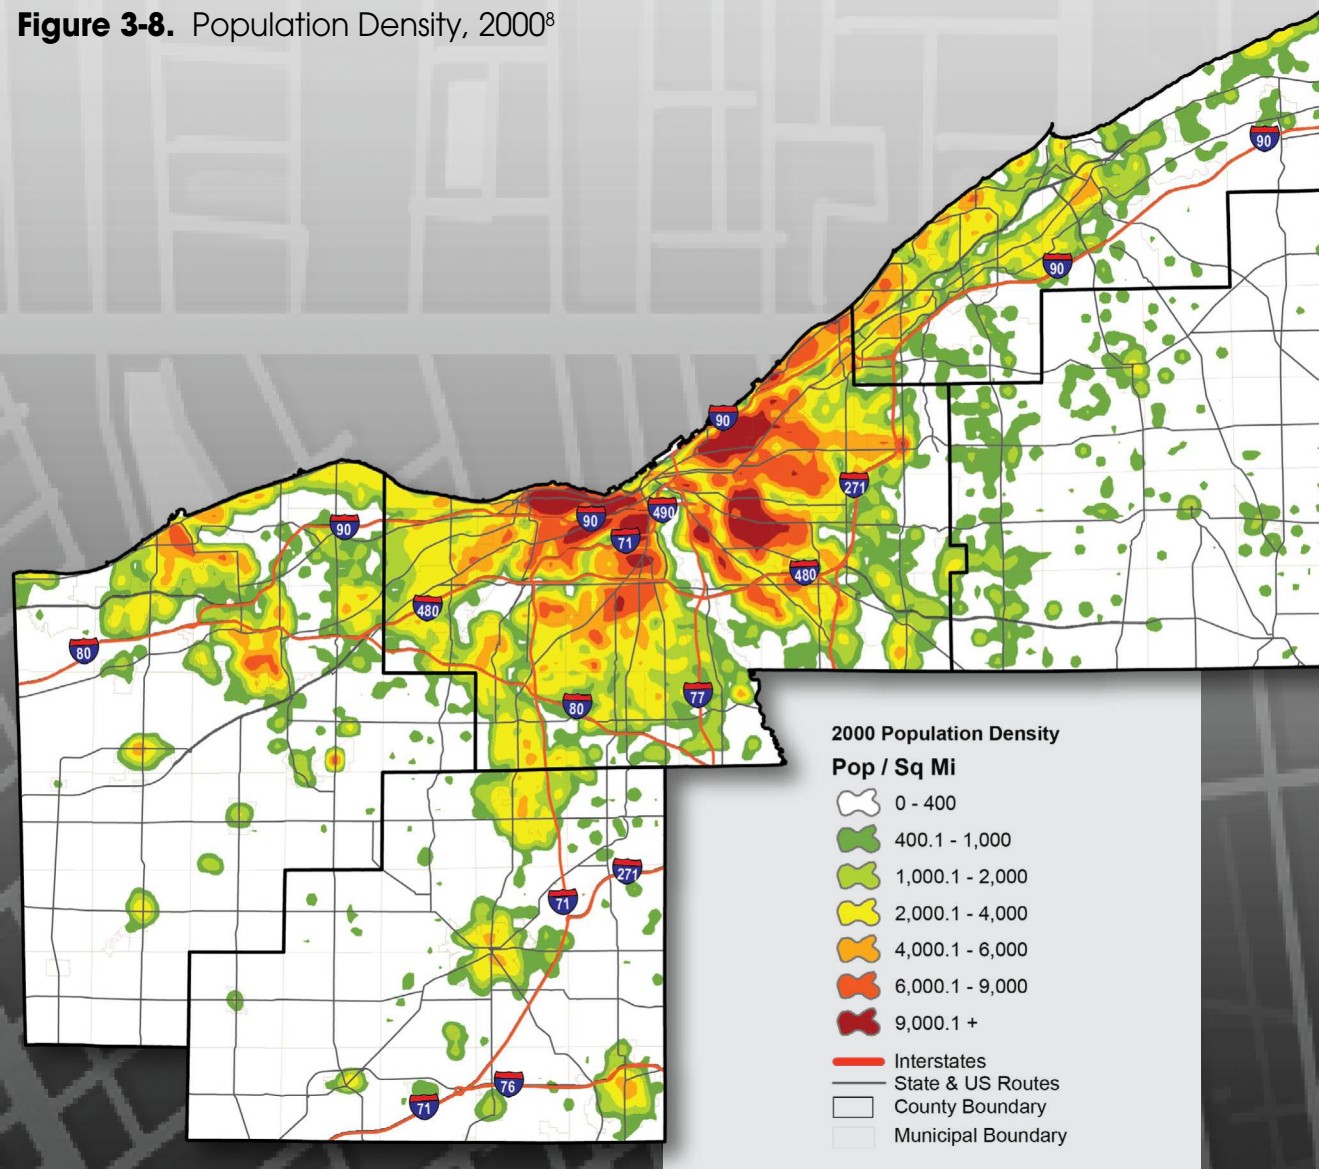 Figure 3-8. Population Density, 2000⁸
90
90
90
271
90
490
90
71
480
90
480
80
80
77
271
71
76
71
2000 Population Density
Pop / Sq Mi
0 - 400
400.1 - 1,000
1,000.1 - 2,000
2,000.1 - 4,000
4,000.1 - 6,000
6,000.1 - 9,000
9,000.1 +
Interstates
State & US Routes
County Boundary
Municipal Boundary